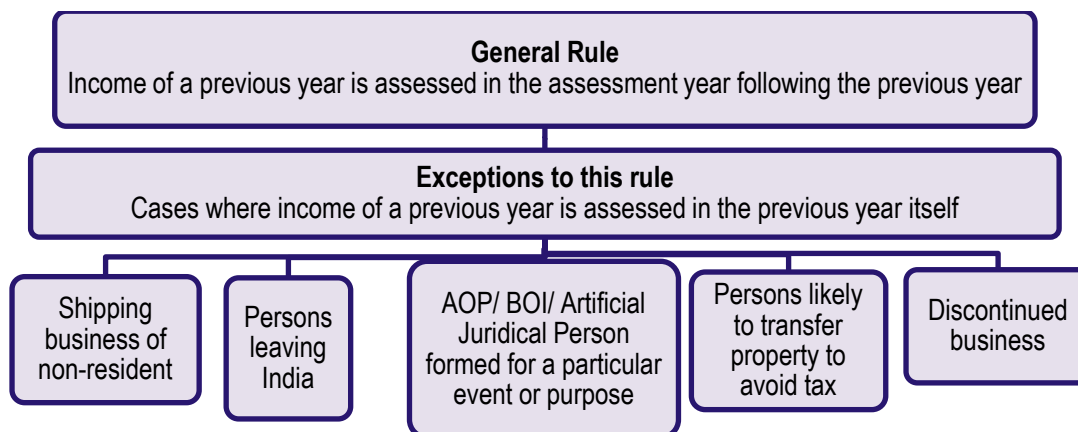 General Rule
Income of a previous year is assessed in the assessment year following the previous year
Exceptions to this rule
Cases where income of a previous year is assessed in the previous year itself
Shipping
business of
non-resident
Persons
leaving
India
AOP/ BOI/ Artificial
Juridical Person
formed for a particular
event or purpose
Persons likely
to transfer
property to
avoid tax
Discontinued
business